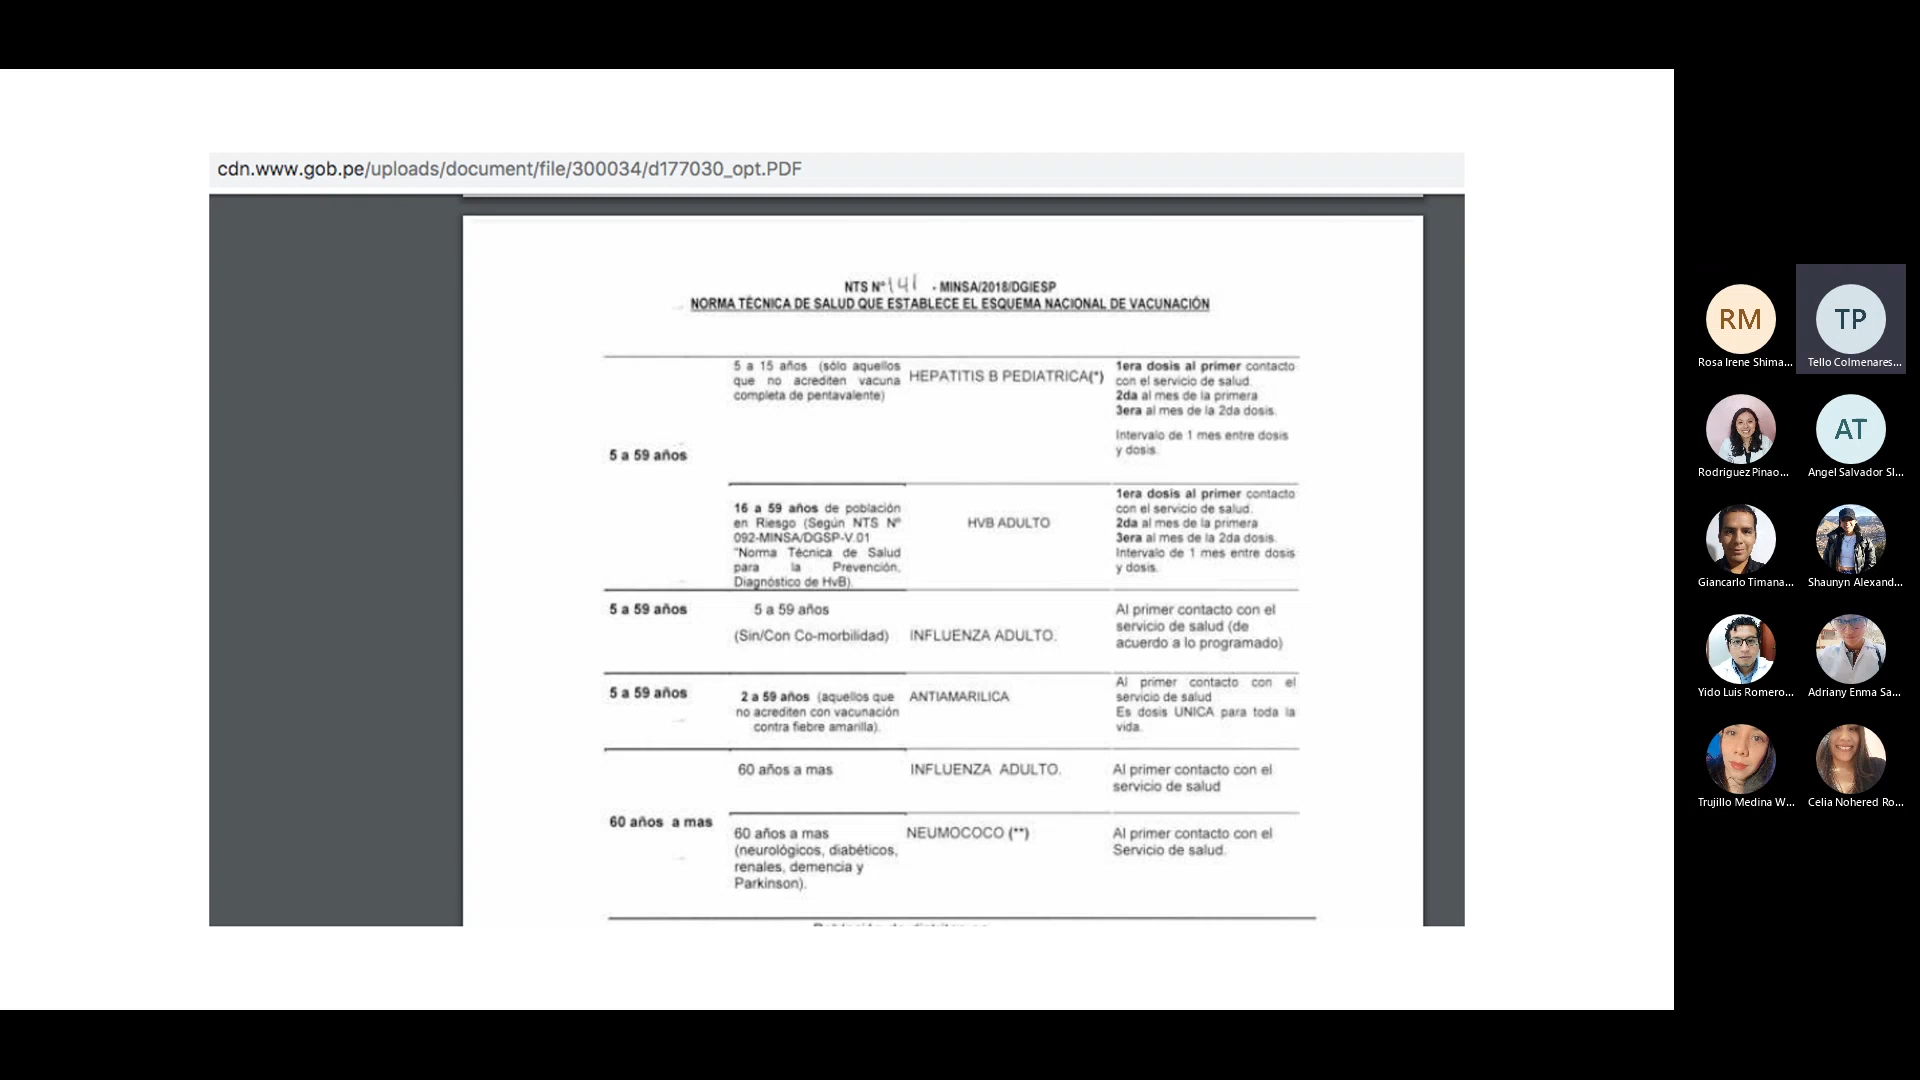 cdn.www.gob.pe/uploads/document/file/300034/d177030_opt.PDF
NTS Nº 141 - MINSA/2018/DGIESP
NORMA TÉCNICA DE SALUD QUE ESTABLECE EL ESQUEMA NACIONAL DE VACUNACIÓN
5 a 59 años
5 a 15 años (sólo aquellos
que no acrediten vacuna
completa de pentavalente)
HEPATITIS B PEDIATRICA(*)
1era dosis al primer contacto
con el servicio de salud.
2da al mes de la primera
3era al mes de la 2da dosis.
Intervalo de 1 mes entre dosis
y dosis.
16 a 59 años de población
en Riesgo (Según NTS Nº
092-MINSA/DGSP-V.01
"Norma Técnica de Salud
para la Prevención,
Diagnóstico de HvB)
HVB ADULTO
1era dosis al primer contacto
con el servicio de salud.
2da al mes de la primera
3era al mes de la 2da dosis.
Intervalo de 1 mes entre dosis
y dosis.
5 a 59 años
5 a 59 años
(Sin/Con Co-morbilidad)
INFLUENZA ADULTO.
Al primer contacto con el
servicio de salud (de
acuerdo a lo programado)
5 a 59 años
2 a 59 años (aquellos que
no acrediten con vacunación
contra fiebre amarilla).
ANTIAMARILICA
Al primer contacto con el
servicio de salud
Es dosis UNICA para toda la
vida.
60 años a mas
60 años a mas
INFLUENZA ADULTO.
Al primer contacto con el
servicio de salud
60 años a mas
(neurológicos, diabéticos,
renales, demencia y
Parkinson).
NEUMOCOCO (**)
Al primer contacto con el
Servicio de salud.
RM
Rosa Irene Shima...
TP
Tello Colmenares...
Rodriguez Pinao...
AT
Angel Salvador Sl...
Giancarlo Timana...
Shaunyn Alexand...
Yido Luis Romero...
Adriany Enma Sa...
Trujillo Medina W...
Celia Nohered Ro...